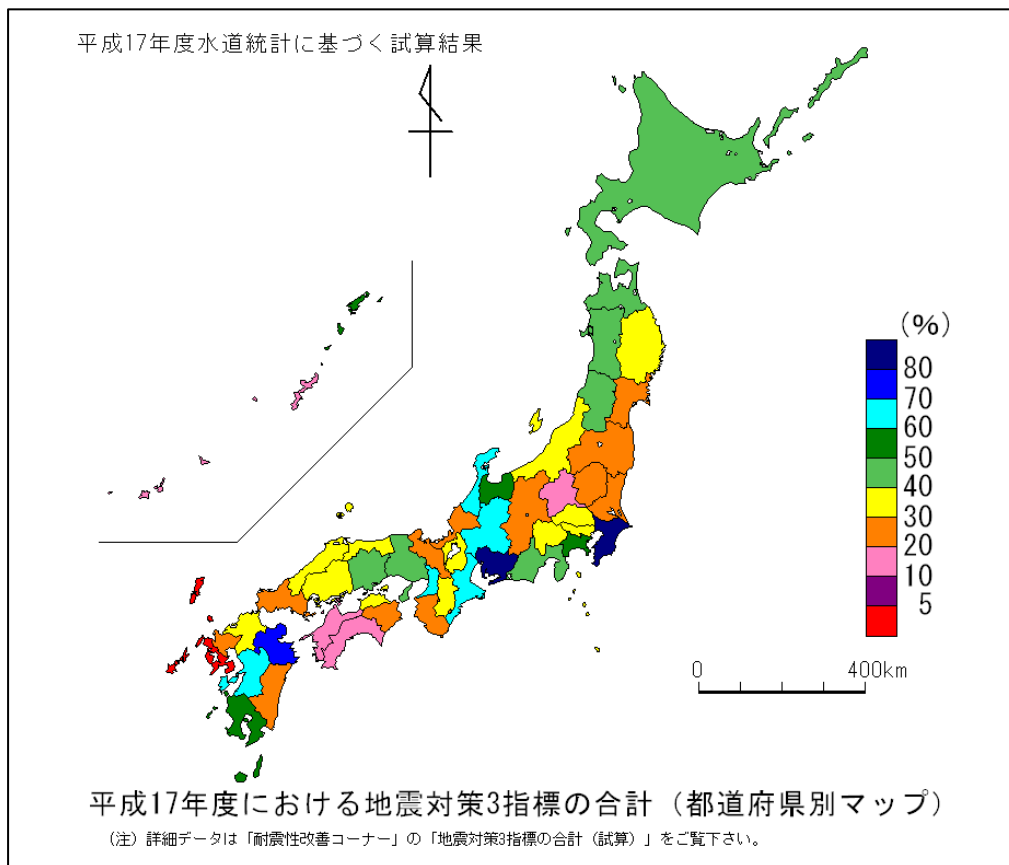 平成17年度水道統計に基づく試算結果
(%)
80
70
60
50
40
30
20
10
5
0 400km
平成17年度における地震対策3指標の合計（都道府県別マップ）
（注）詳細データは「耐震性改善コーナー」の「地震対策3指標の合計（試算）」をご覧下さい。